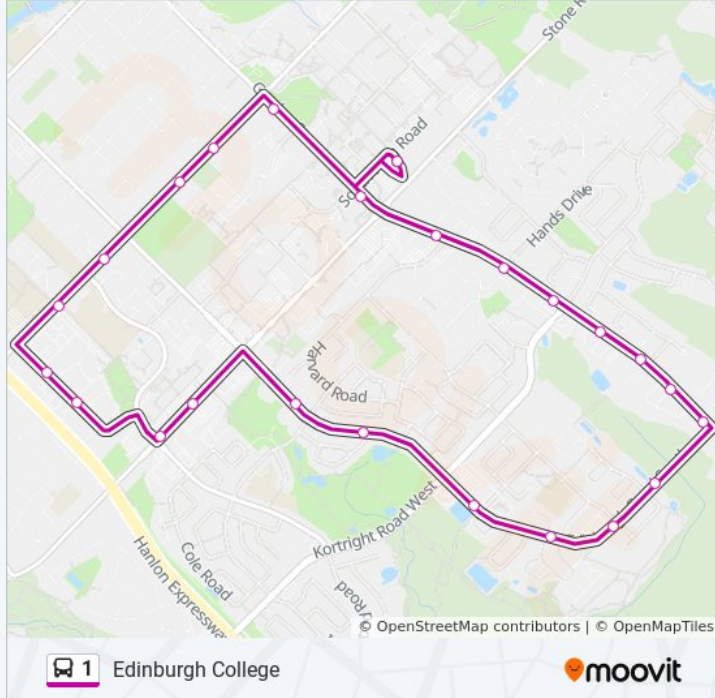 Stone R
Road
Hands Drive
Harvard Road
Kortright Road West
Cole Road
Hanlon Expressway
Road
© OpenStreetMap contributors | © OpenMapTiles
1 Edinburgh College
moovit